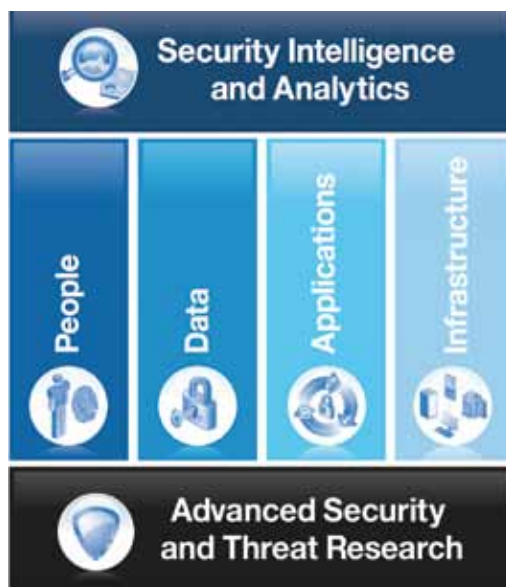 Security Intelligence
and Analytics
People
Data
Applications
Infrastructure
Advanced Security
and Threat Research